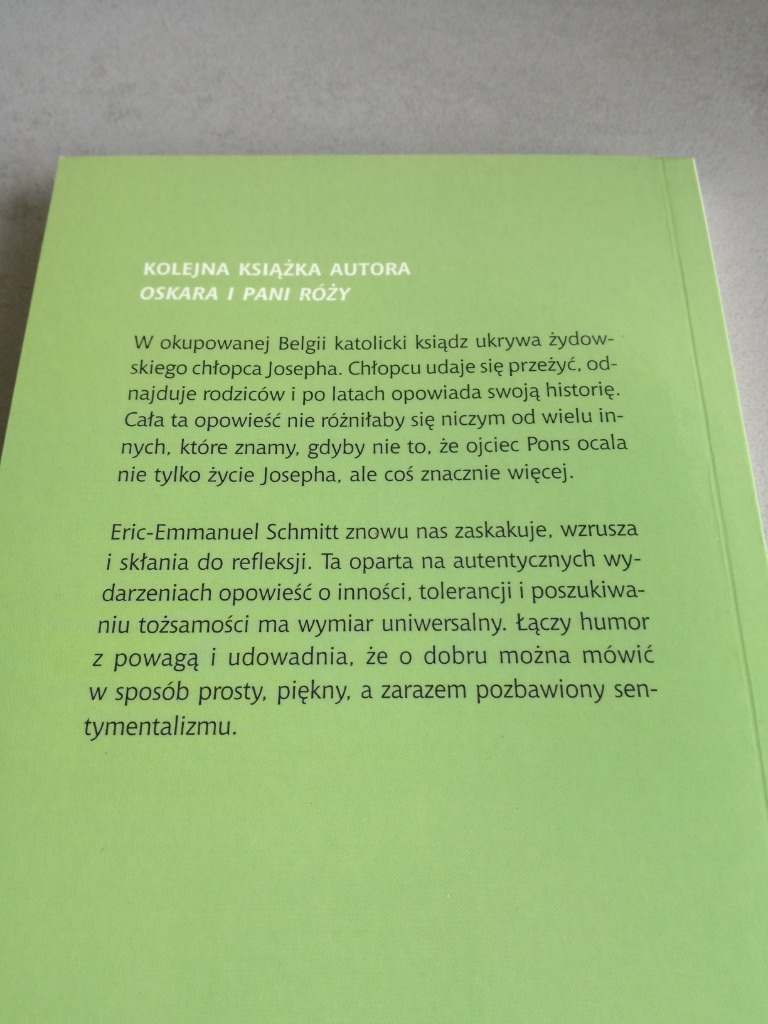 KOLEJNA KSIĄŻKA AUTORA
OSKARA I PANI RÓŻY
W okupowanej Belgii katolicki ksiądz ukrywa żydow-
skiego chłopca Josepha. Chłopcu udaje się przeżyć, od-
najduje rodziców i po latach opowiada swoją historię.
Cała ta opowieść nie różniłaby się niczym od wielu in-
nych, które znamy, gdyby nie to, że ojciec Pons ocala
nie tylko życie Josepha, ale coś znacznie więcej.
Eric-Emmanuel Schmitt znowu nas zaskakuje, wzrusza
i skłania do refleksji. Ta oparta na autentycznych wy-
darzeniach opowieść o inności, tolerancji i poszukiwa-
niu tożsamości ma wymiar uniwersalny. Łączy humor
z powagą i udowadnia, że o dobru można mówić
w sposób prosty, piękny, a zarazem pozbawiony sen-
tymentalizmu.